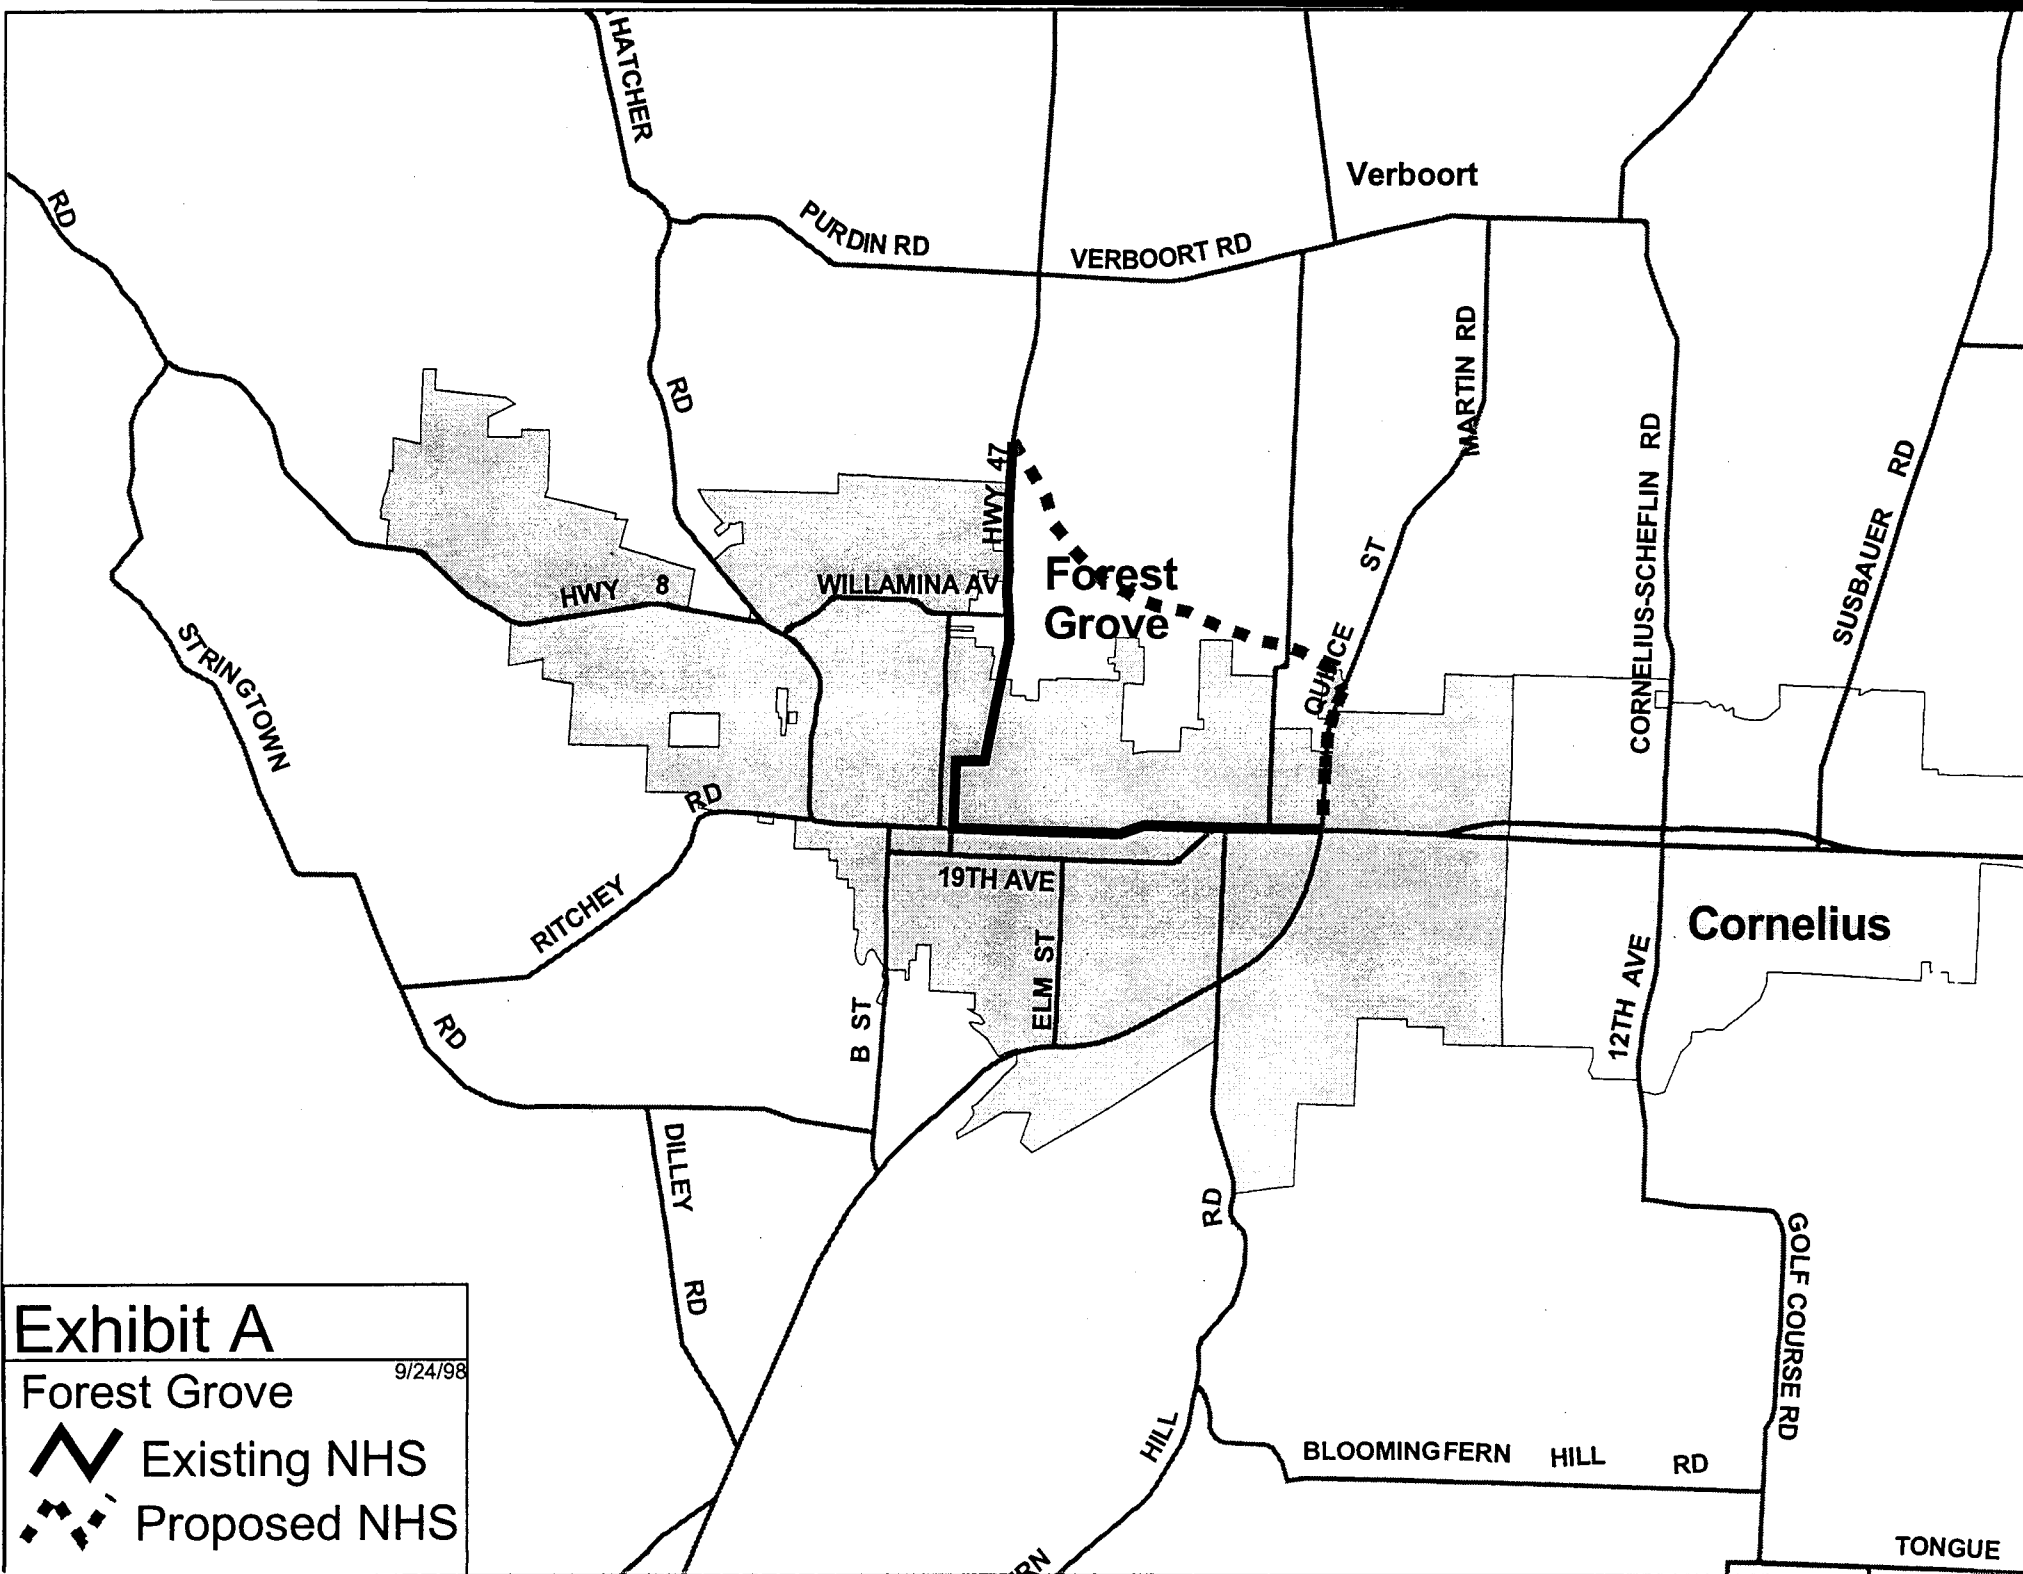 HATCHER
Verboort
RD
PURDIN RD
VERBOORT RD
MARTIN RD
RD
CORNELIUS-SCHEFLIN RD
SUSBAUER RD
HWY 47
HWY 8
WILLAMINA AV
Forest
Grove
QUINCE ST
STRINGTOWN
RD
RITCHEY
19TH AVE
Cornelius
ELM ST
B ST
12TH AVE
RD
DILLEY
RD
RD
GOLF COURSE RD
HILL
BLOOMINGFERN HILL RD
RN
TONGUE
Exhibit A
9/24/98
Forest Grove
Existing NHS
Proposed NHS